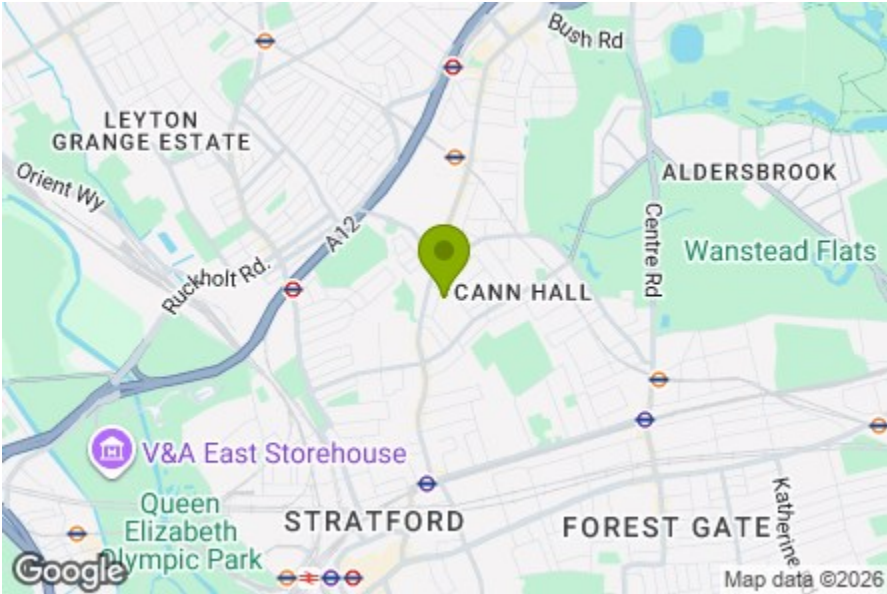 Bush Rd
LEYTON
GRANGE ESTATE
ALDERSBROOK
Orient Wy
A12
Centre Rd
Wanstead Flats
Ruckholt Rd.
CANN HALL
V&A East Storehouse
Queen
Elizabeth
Olympic Park
STRATFORD
FOREST GATE
Katherine
Google
Map data ©2026